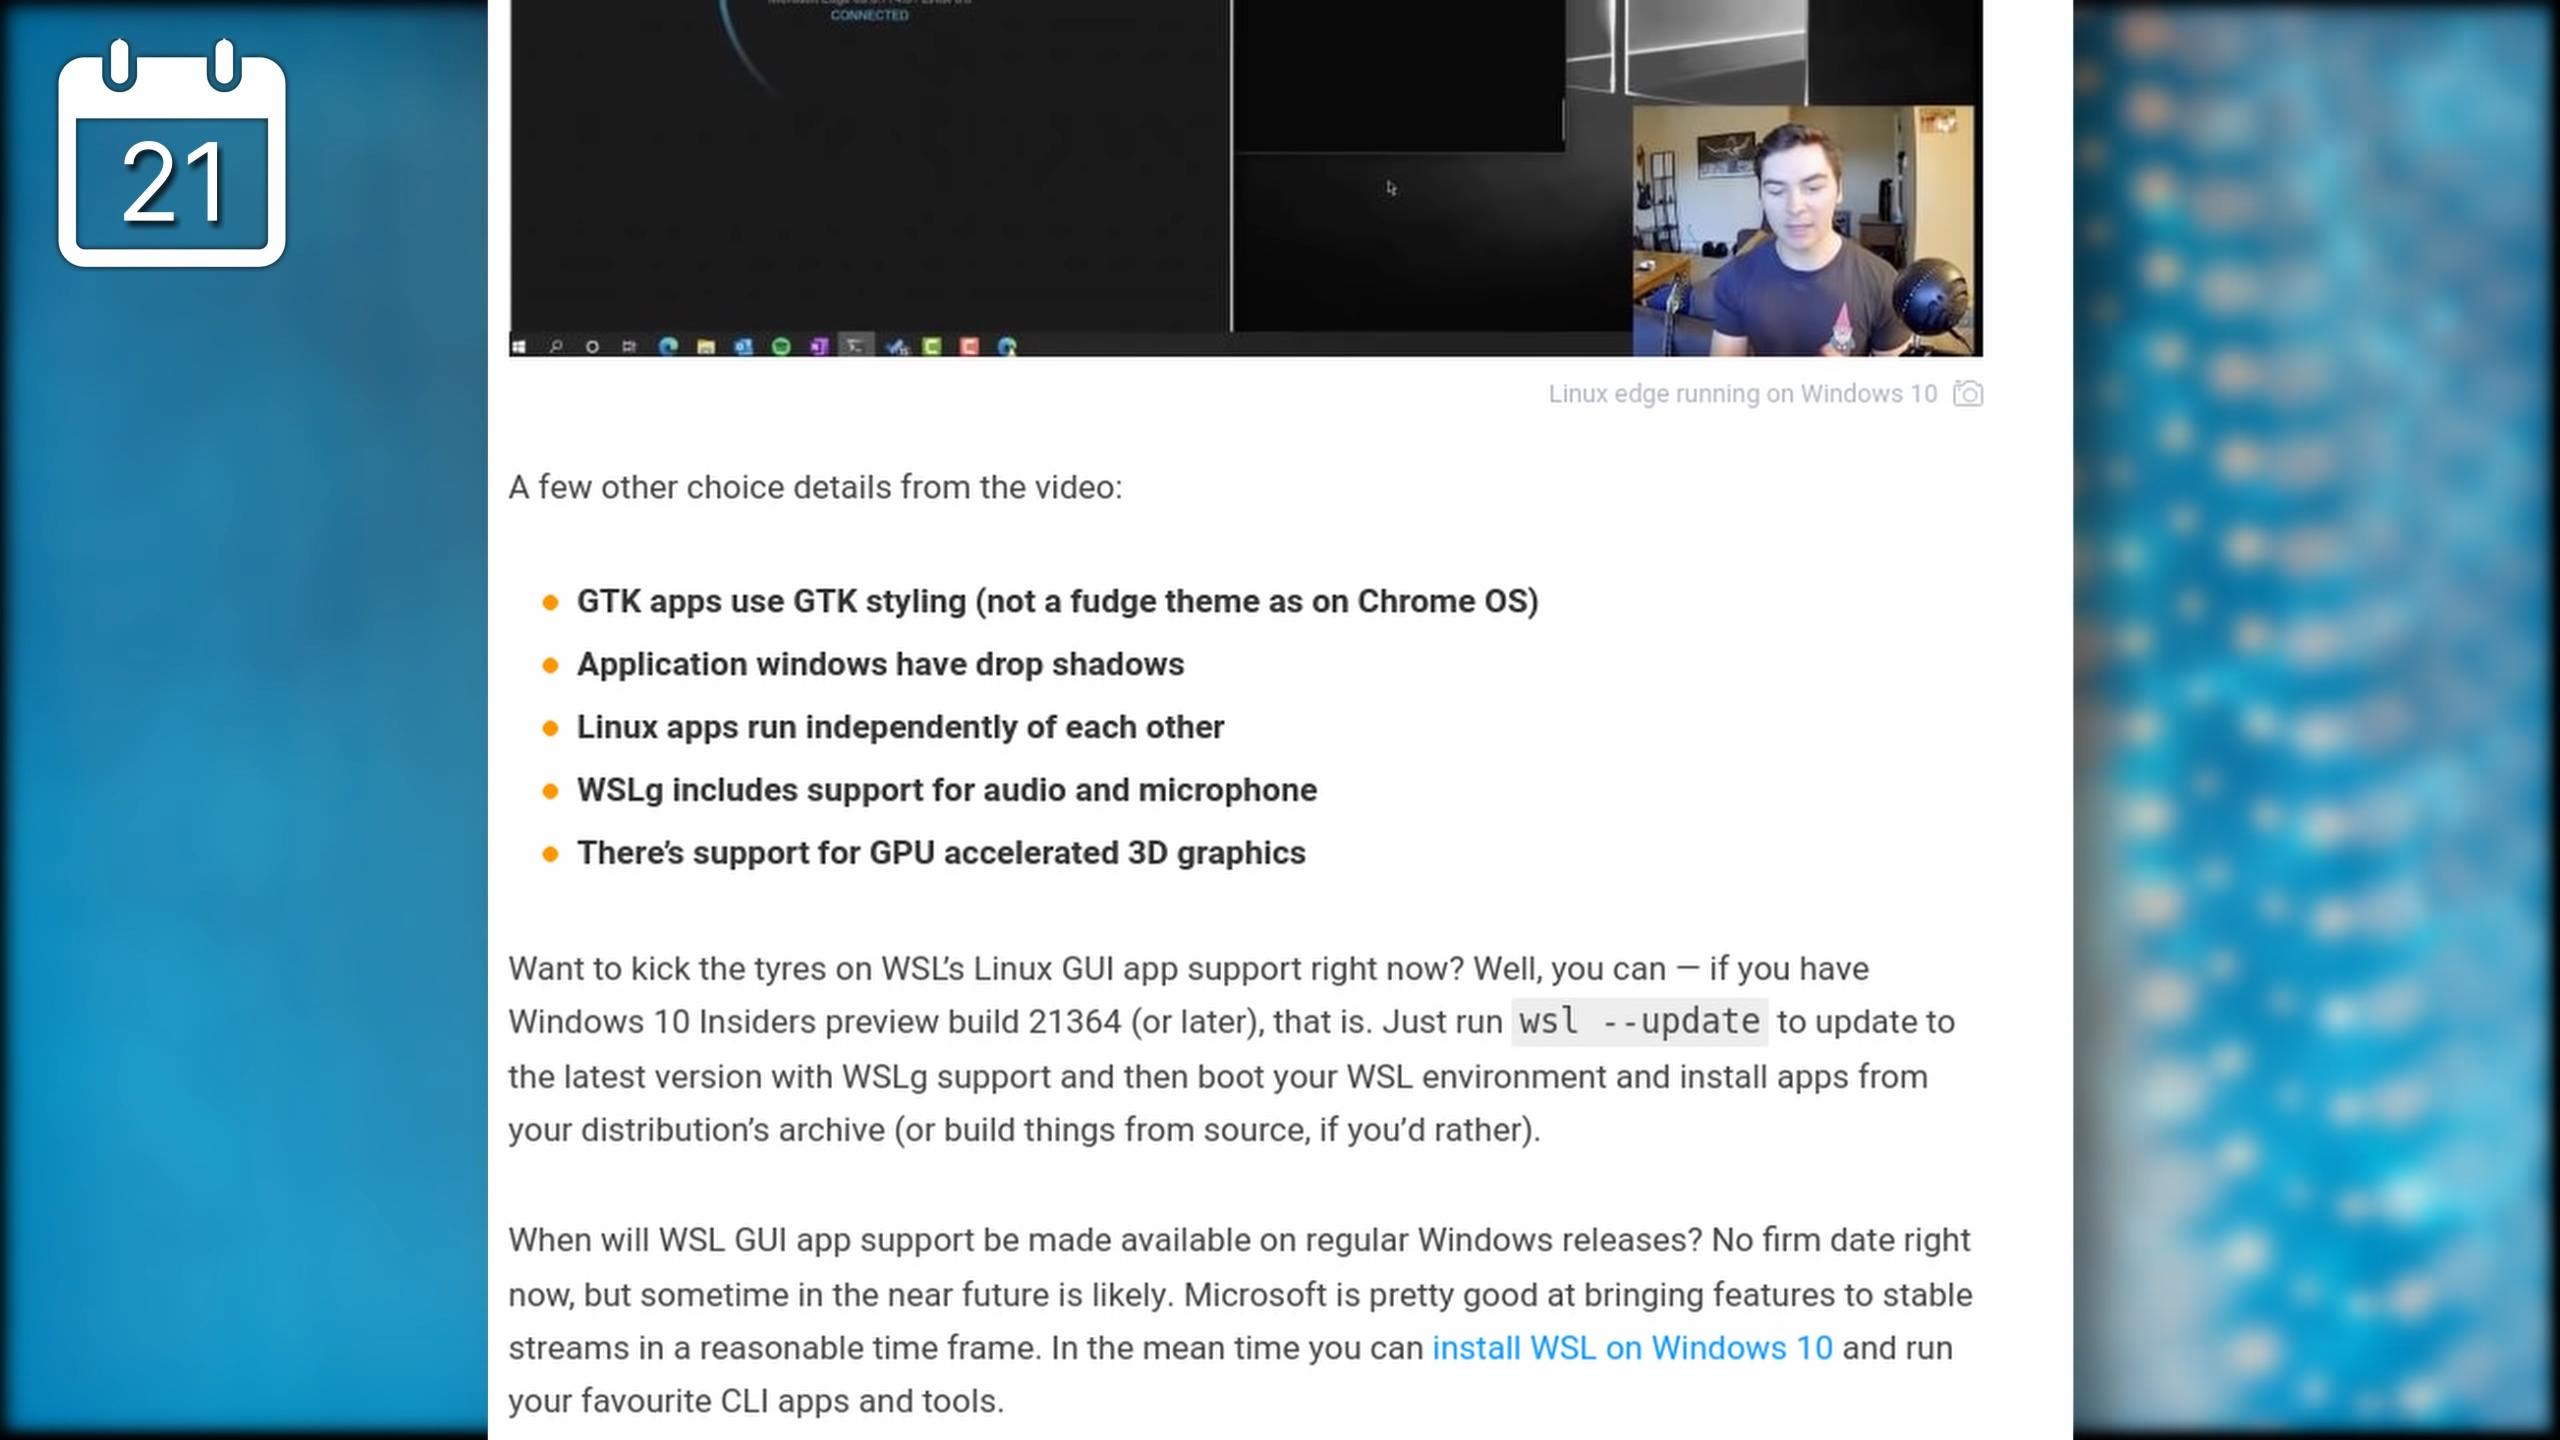 CONNECTED
21
Linux edge running on Windows 10
A few other choice details from the video:
GTK apps use GTK styling (not a fudge theme as on Chrome OS)
Application windows have drop shadows
Linux apps run independently of each other
WSLg includes support for audio and microphone
There’s support for GPU accelerated 3D graphics
Want to kick the tyres on WSL’s Linux GUI app support right now? Well, you can — if you have
Windows 10 Insiders preview build 21364 (or later), that is. Just run wsl --update to update to
the latest version with WSLg support and then boot your WSL environment and install apps from
your distribution’s archive (or build things from source, if you’d rather).
When will WSL GUI app support be made available on regular Windows releases? No firm date right
now, but sometime in the near future is likely. Microsoft is pretty good at bringing features to stable
streams in a reasonable time frame. In the mean time you can install WSL on Windows 10 and run
your favourite CLI apps and tools.